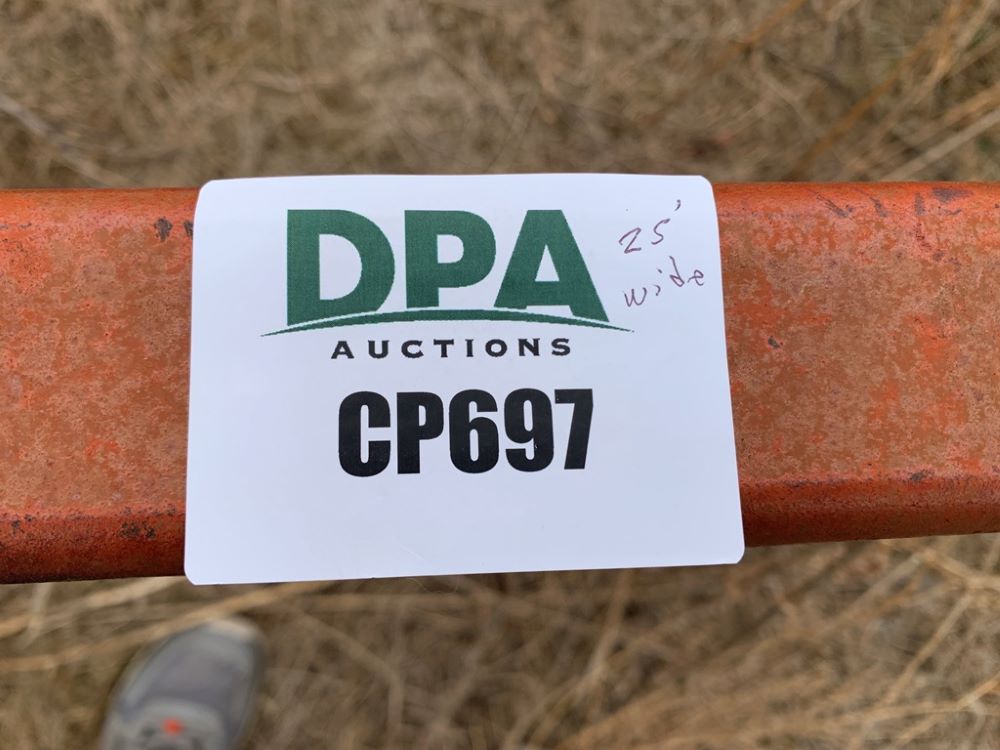 DPA
AUCTIONS
25'
wide
CP697